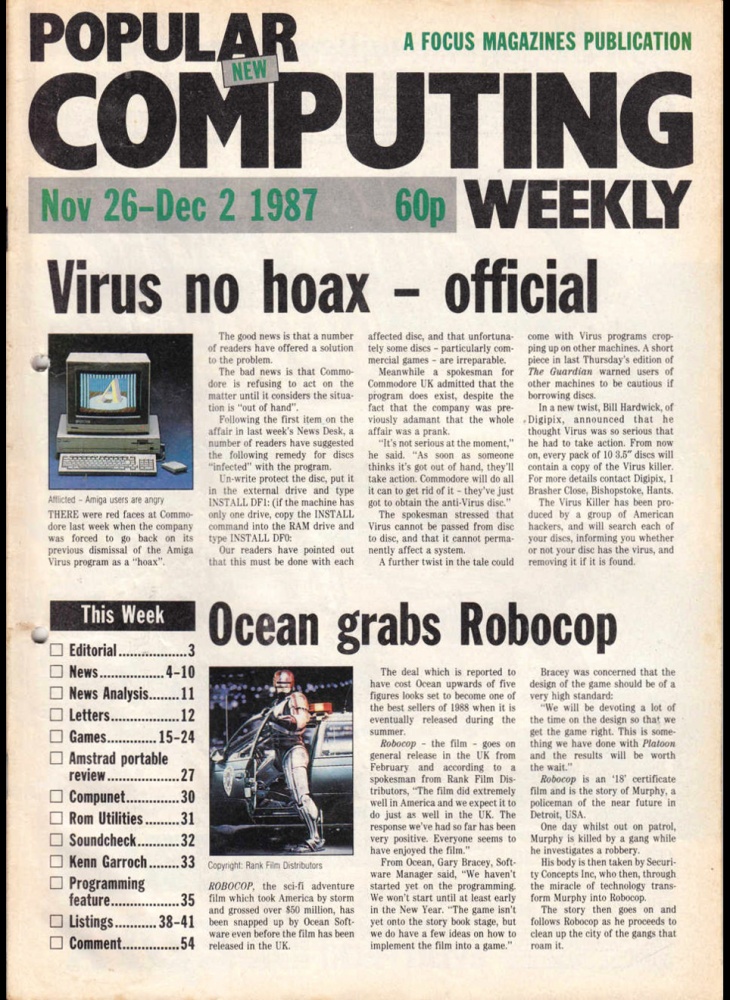 POPULAR
NEW
A FOCUS MAGAZINES PUBLICATION
COMPUTING
Nov 26-Dec 2 1987 60p
WEEKLY
Virus no hoax – official
Afflicted - Amiga users are angry
THERE were red faces at Commo-
dore last week when the company
was forced to go back on its
previous dismissal of the Amiga
Virus program as a "hoax".
The good news is that a number
of readers have offered a solution
to the problem.
The bad news is that Commo-
dore is refusing to act on the
matter until it considers the situa-
tion is "out of hand".
Following the first item on the
affair in last week's News Desk, a
number of readers have suggested
the following remedy for discs
"infected" with the program.
Un-write protect the disc, put it
in the external drive and type
INSTALL DF1: (if the machine has
only one drive, copy the INSTALL
command into the RAM drive and
type INSTALL DF0:
Our readers have pointed out
that this must be done with each
affected disc, and that unfortuna-
tely some discs - particularly com-
mercial games - are irreparable.
Meanwhile a spokesman for
Commodore UK admitted that the
program does exist, despite the
fact that the company was pre-
viously adamant that the whole
affair was a prank.
"It's not serious at the moment,"
he said. "As soon as someone
thinks it's got out of hand, they'll
take action. Commodore will do all
it can to get rid of it - they've just
got to obtain the anti-Virus disc."
The spokesman stressed that
Virus cannot be passed from disc
to disc, and that it cannot perma-
nently affect a system.
A further twist in the tale could
come with Virus programs crop-
ping up on other machines. A short
piece in last Thursday's edition of
The Guardian warned users of
other machines to be cautious if
borrowing discs.
In a new twist, Bill Hardwick, of
Digipix, announced that he
thought Virus was so serious that
he had to take action. From now
on, every pack of 10 3.5" discs will
contain a copy of the Virus killer.
For more details contact Digipix, 1
Brasher Close, Bishopstoke, Hants.
The Virus Killer has been pro-
duced by a group of American
hackers, and will search each of
your discs, informing you whether
or not your disc has the virus, and
removing it if it is found.
This Week
Editorial.................3
News.................4-10
News Analysis........11
Letters.................12
Games.............15-24
Amstrad portable
review.................27
Compunet.............30
Rom Utilities.........31
Soundcheck...........32
Kenn Garroch........33
Programming
feature.................35
Listings...........38-41
Comment..............54
Ocean grabs Robocop
Copyright: Rank Film Distributors
ROBOCOP, the sci-fi adventure
film which took America by storm
and grossed over $50 million, has
been snapped up by Ocean Soft-
ware even before the film has been
released in the UK.
The deal which is reported to
have cost Ocean upwards of five
figures looks set to become one of
the best sellers of 1988 when it is
eventually released during the
summer.
Robocop - the film - goes on
general release in the UK from
February and according to a
spokesman from Rank Film Dis-
tributors, "The film did extremely
well in America and we expect it to
do just as well in the UK. The
response we've had so far has been
very positive. Everyone seems to
have enjoyed the film."
From Ocean, Gary Bracey, Soft-
ware Manager said, "We haven't
started yet on the programming.
We won't start until at least early
in the New Year. "The game isn't
yet onto the story book stage, but
we do have a few ideas on how to
implement the film into a game."
Bracey was concerned that the
design of the game should be of a
very high standard:
"We will be devoting a lot of
the time on the design so that we
get the game right. This is some-
thing we have done with Platoon
and the results will be worth
the wait."
Robocop is an '18' certificate
film and is the story of Murphy, a
policeman of the near future in
Detroit, USA.
One day whilst out on patrol,
Murphy is killed by a gang while
he investigates a robbery.
His body is then taken by Securi-
ty Concepts Inc, who then, through
the miracle of technology trans-
form Murphy into Robocop.
The story then goes on and
follows Robocop as he proceeds to
clean up the city of the gangs that
roam it.